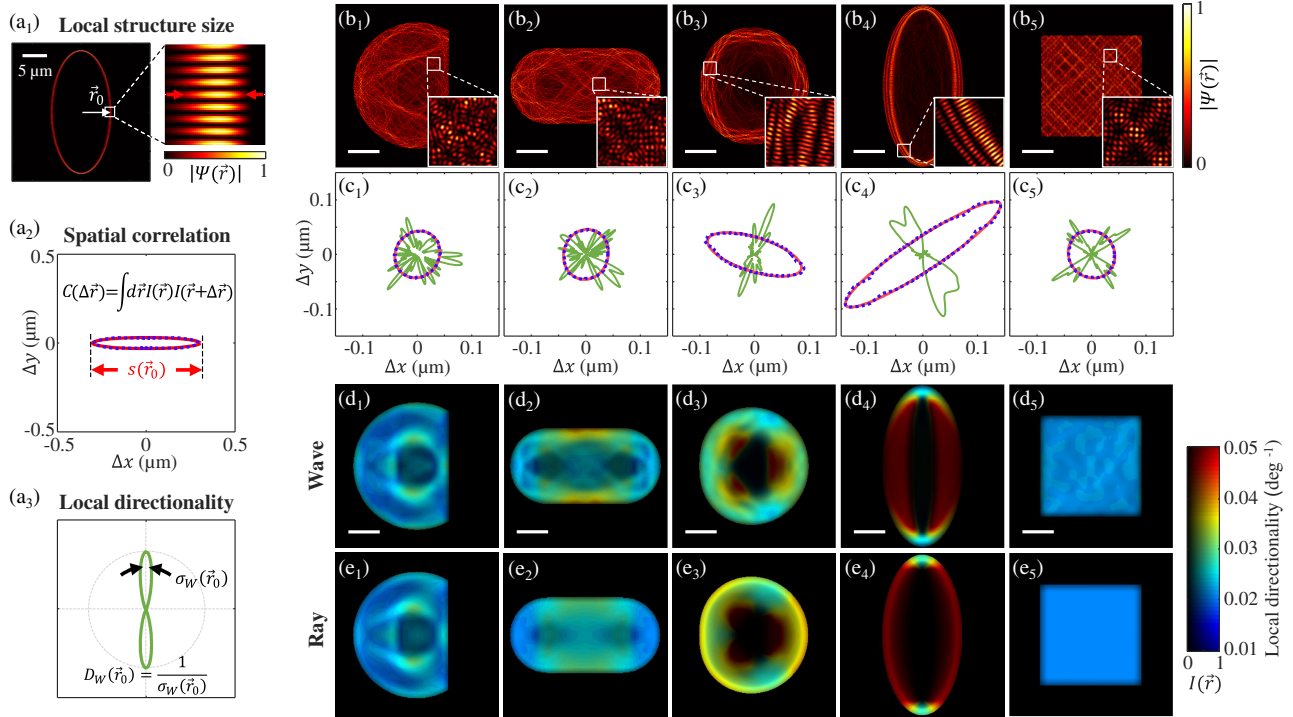 (a1) Local structure size
5 μm
r⃗0
0 1
|Ψ(r⃗)|
(a2) Spatial correlation
0.5
C(Δr⃗)=∫dr⃗I(r⃗)I(r⃗+Δr⃗)
Δy (μm)
0
s(r⃗0)
-0.5
-0.5 0 0.5
Δx (μm)
(a3) Local directionality
σW(r⃗0)
DW(r⃗0) = 1/σW(r⃗0)
(b1) (b2) (b3) (b4) (b5)
1
|Ψ(r⃗)|
0
(c1) (c2) (c3) (c4) (c5)
0.1
0
-0.1
Δy (μm)
-0.1 0 0.1 -0.1 0 0.1 -0.1 0 0.1 -0.1 0 0.1 -0.1 0 0.1
Δx (μm) Δx (μm) Δx (μm) Δx (μm) Δx (μm)
Wave
(d1) (d2) (d3) (d4) (d5)
Ray
(e1) (e2) (e3) (e4) (e5)
0.05
0.04
0.03
0.02
0.01
Local directionality (deg -1)
0 1
I(r⃗)